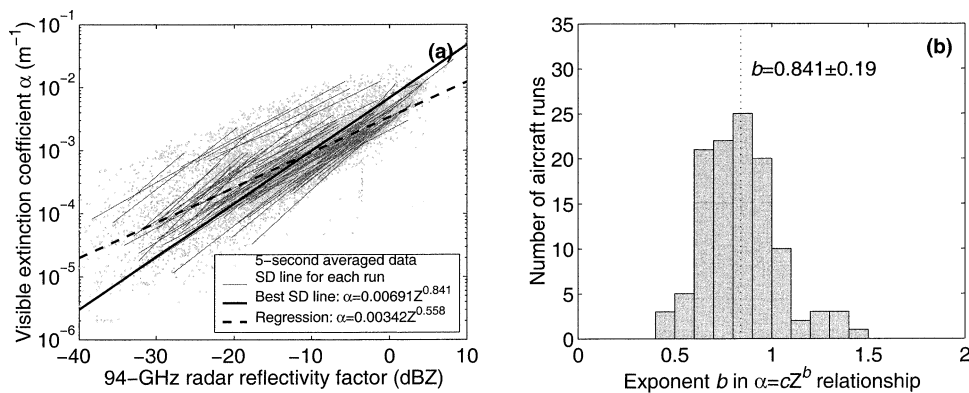 (a)
Visible extinction coefficient α (m⁻¹)
10⁻¹
10⁻²
10⁻³
10⁻⁴
10⁻⁵
10⁻⁶
5−second averaged data
SD line for each run
Best SD line: α=0.00691Z^0.841
Regression: α=0.00342Z^0.558
−40 −30 −20 −10 0 10
94−GHz radar reflectivity factor (dBZ)
(b)
b=0.841±0.19
Number of aircraft runs
35
30
25
20
15
10
5
0
0 0.5 1 1.5 2
Exponent b in α=cZ^b relationship